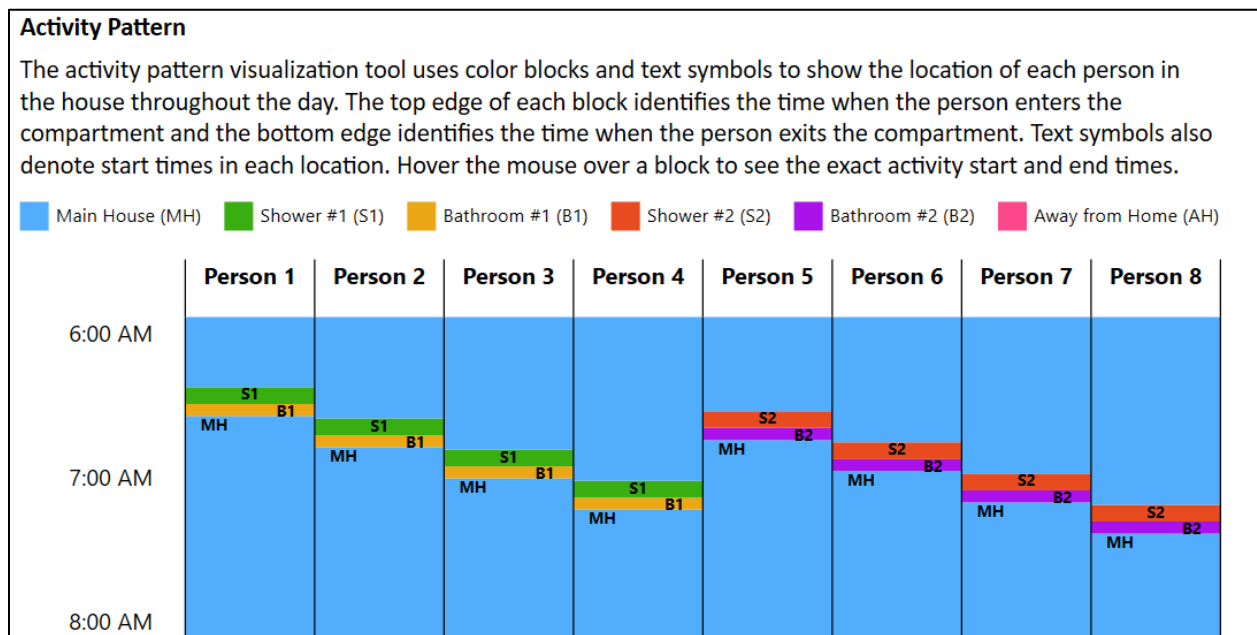 Activity Pattern
The activity pattern visualization tool uses color blocks and text symbols to show the location of each person in
the house throughout the day. The top edge of each block identifies the time when the person enters the
compartment and the bottom edge identifies the time when the person exits the compartment. Text symbols also
denote start times in each location. Hover the mouse over a block to see the exact activity start and end times.
Main House (MH) Shower #1 (S1) Bathroom #1 (B1) Shower #2 (S2) Bathroom #2 (B2) Away from Home (AH)
Person 1 Person 2 Person 3 Person 4 Person 5 Person 6 Person 7 Person 8
6:00 AM
S1
B1
MH S1 S2
B1 B2
MH S1 MH S2
B1 B2
7:00 AM MH S1 MH S2
B1 B2
MH MH S2
B2
MH
8:00 AM